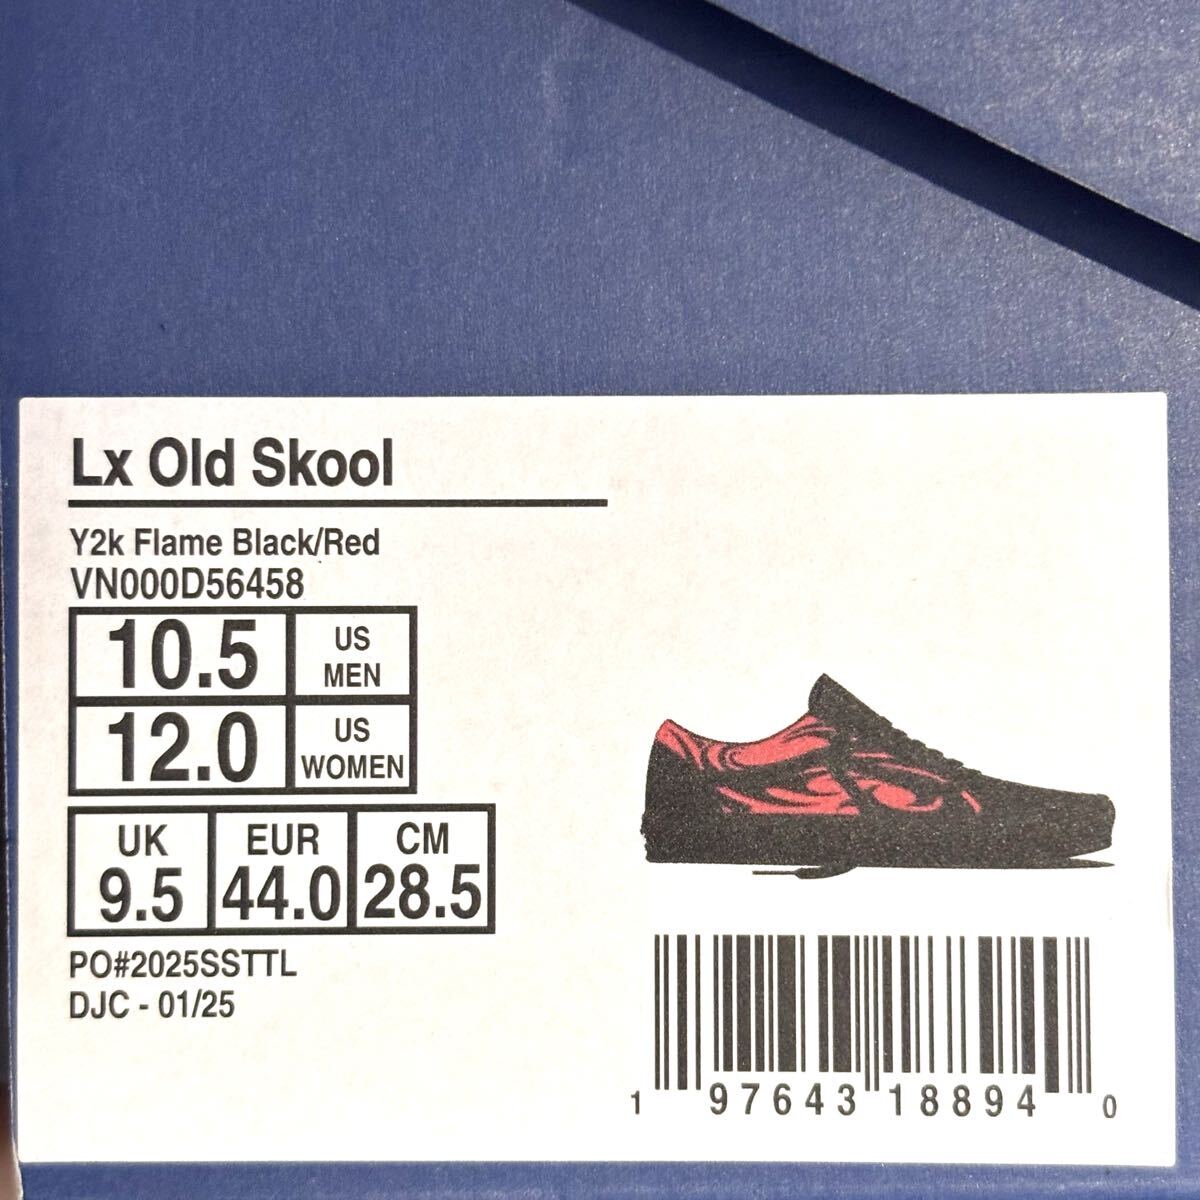 Lx Old Skool
Y2k Flame Black/Red
VN000D56458
10.5 US MEN
12.0 US WOMEN
UK EUR CM
9.5 44.0 28.5
PO#2025SSTTL
DJC - 01/25
1 97643 18894 0